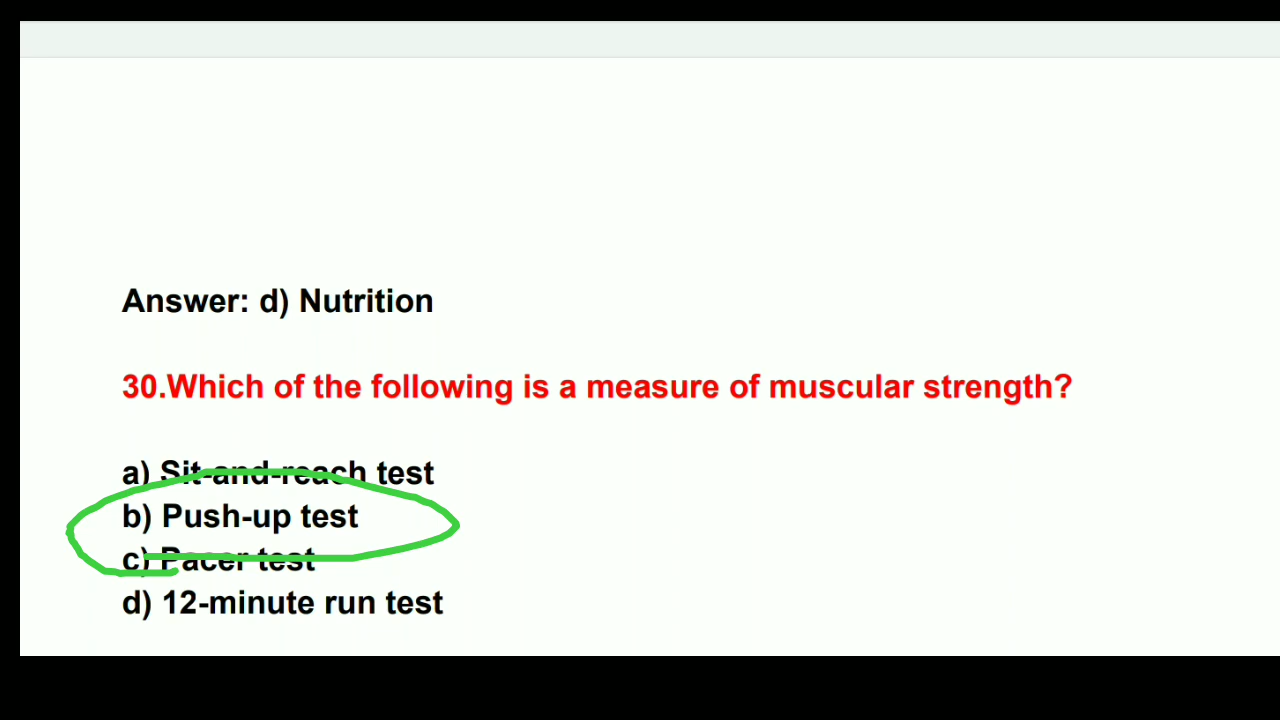 Answer: d) Nutrition
30.Which of the following is a measure of muscular strength?
a) Sit-and-reach test
b) Push-up test
c) Pacer test
d) 12-minute run test